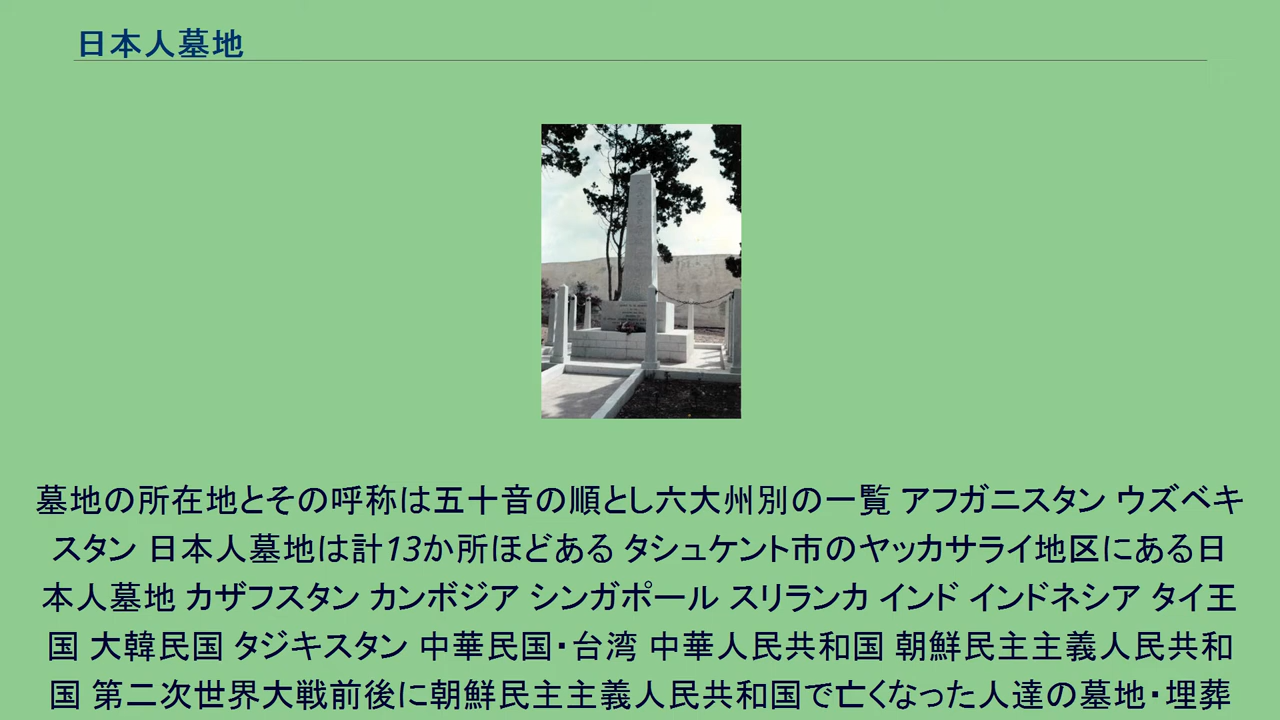 日本人墓地
墓地の所在地とその呼称は五十音の順とし六大州別の一覧 アフガニスタン ウズベキ
スタン 日本人墓地は計13か所ほどある タシュケント市のヤッカサライ地区にある日
本人墓地 カザフスタン カンボジア シンガポール スリランカ インド インドネシア タイ王
国 大韓民国 タジキスタン 中華民国・台湾 中華人民共和国 朝鮮民主主義人民共和
国 第二次世界大戦前後に朝鮮民主主義人民共和国で亡くなった人達の墓地・埋葬